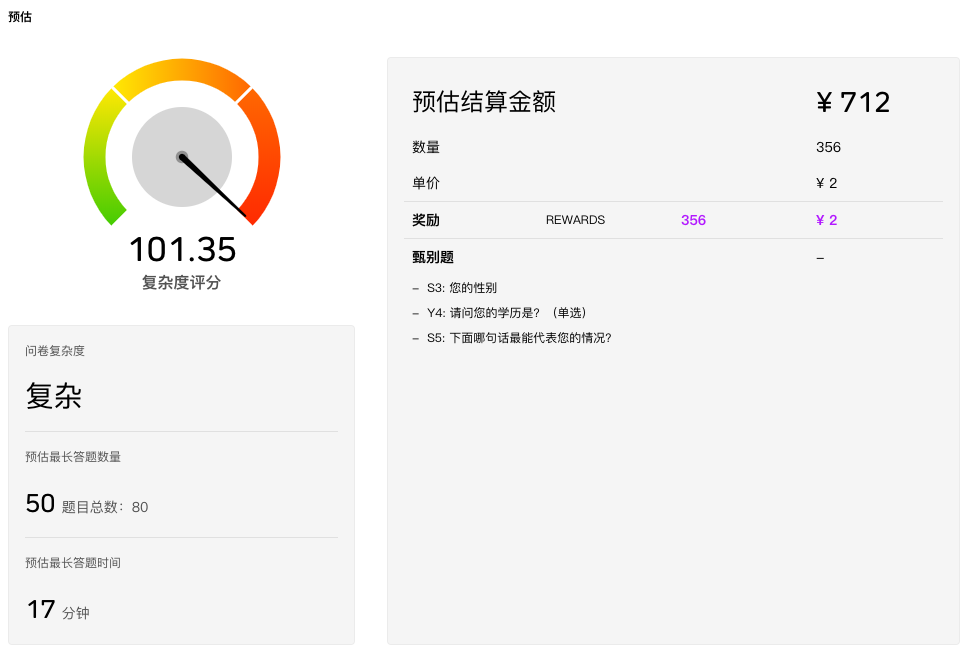 预估
101.35
复杂度评分
问卷复杂度
复杂
预估最长答题数量
50 题目总数：80
预估最长答题时间
17 分钟
预估结算金额 ¥ 712
数量 356
单价 ¥ 2
奖励 REWARDS 356 ¥ 2
甄别题 –
– S3: 您的性别
– Y4: 请问您的学历是？（单选）
– S5: 下面哪句话最能代表您的情况?